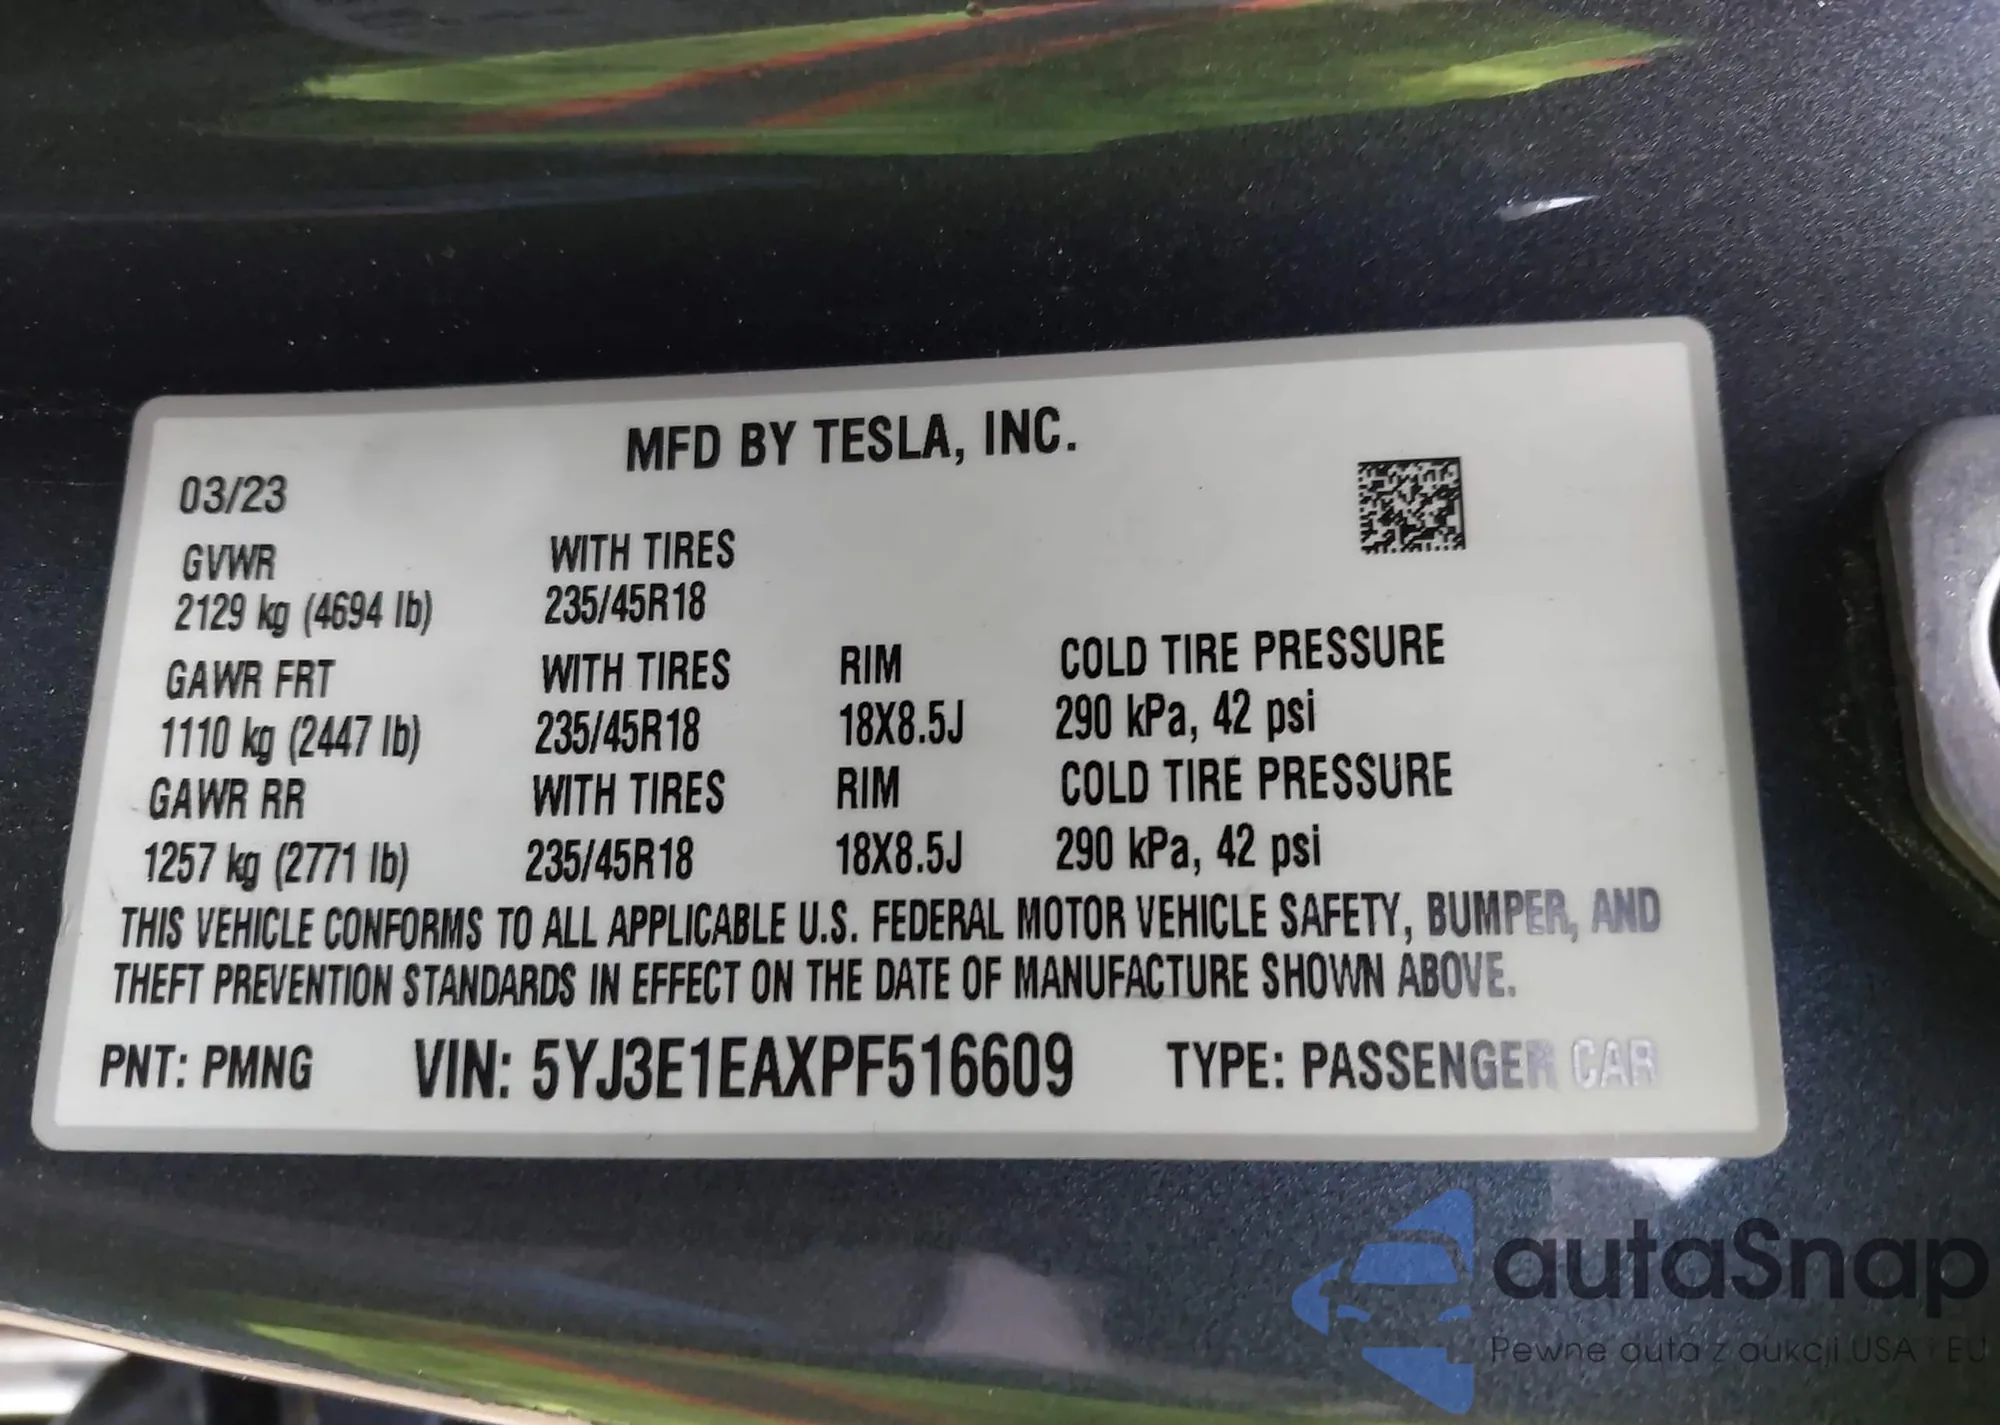 MFD BY TESLA, INC.
03/23
GVWR WITH TIRES
2129 kg (4694 lb) 235/45R18
GAWR FRT WITH TIRES RIM COLD TIRE PRESSURE
1110 kg (2447 lb) 235/45R18 18X8.5J 290 kPa, 42 psi
GAWR RR WITH TIRES RIM COLD TIRE PRESSURE
1257 kg (2771 lb) 235/45R18 18X8.5J 290 kPa, 42 psi
THIS VEHICLE CONFORMS TO ALL APPLICABLE U.S. FEDERAL MOTOR VEHICLE SAFETY, BUMPER, AND
THEFT PREVENTION STANDARDS IN EFFECT ON THE DATE OF MANUFACTURE SHOWN ABOVE.
PNT: PMNG VIN: 5YJ3E1EAXPF516609 TYPE: PASSENGER CAR
autaSnap
Pewne auta z aukcji USA i EU